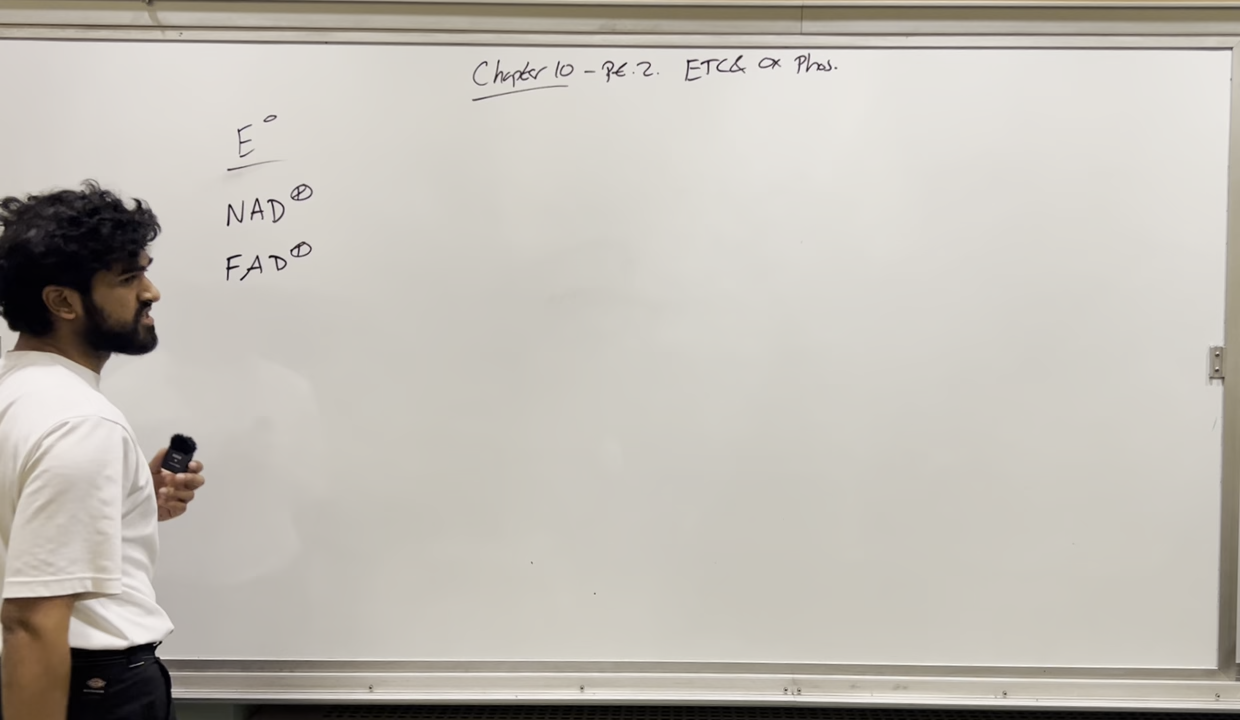 Chapter 10 - Pt. 2. ETC & Ox Phos.
E°
NAD⊕
FAD⊕